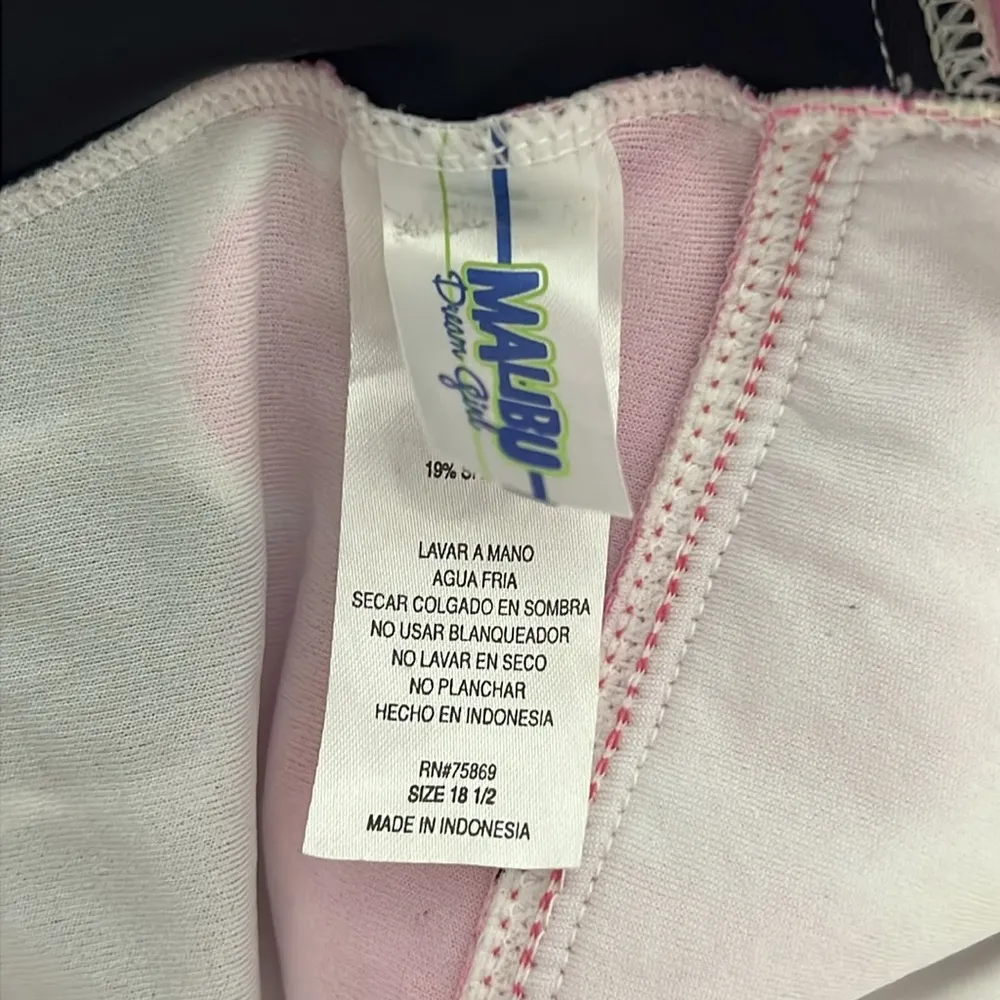 MALIBU
Dream Girl
19%
LAVAR A MANO
AGUA FRIA
SECAR COLGADO EN SOMBRA
NO USAR BLANQUEADOR
NO LAVAR EN SECO
NO PLANCHAR
HECHO EN INDONESIA
RN#75869
SIZE 18 1/2
MADE IN INDONESIA